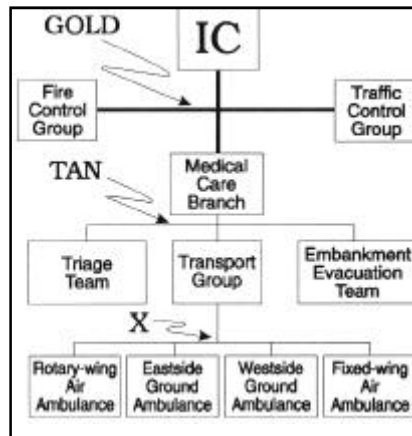 GOLD
IC
Fire
Control
Group
Traffic
Control
Group
TAN
Medical
Care
Branch
Triage
Team
Transport
Group
Embankment
Evacuation
Team
X
Rotary-wing
Air
Ambulance
Eastside
Ground
Ambulance
Westside
Ground
Ambulance
Fixed-wing
Air
Ambulance